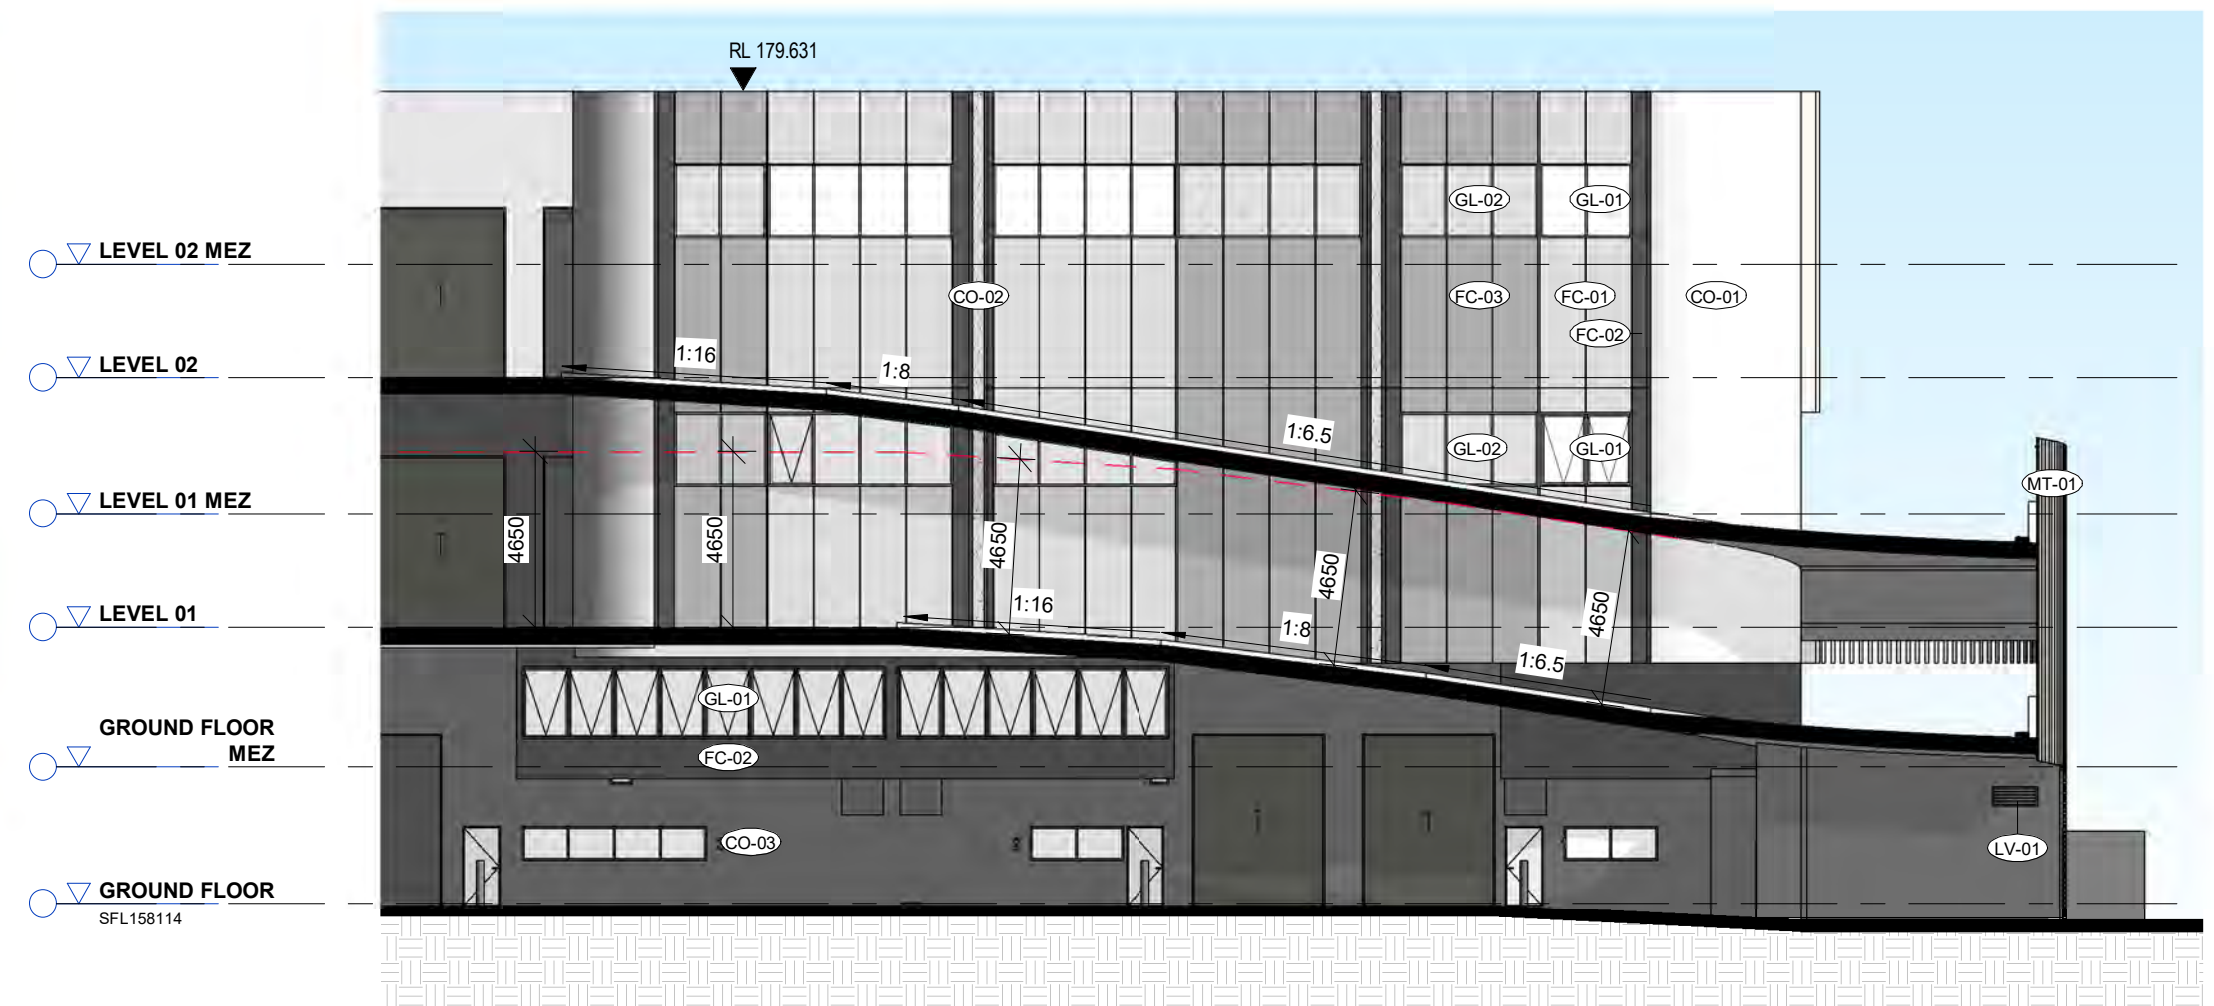 RL 179.631
GL-02
GL-01
LEVEL 02 MEZ
CO-02
FC-03
FC-01
CO-01
FC-02
LEVEL 02
1:16
1:8
1:6.5
GL-02
GL-01
MT-01
LEVEL 01 MEZ
4650
4650
4650
4650
4650
LEVEL 01
1:16
1:8
1:6.5
GL-01
GROUND FLOOR
MEZ
FC-02
CO-03
LV-01
GROUND FLOOR
SFL158114